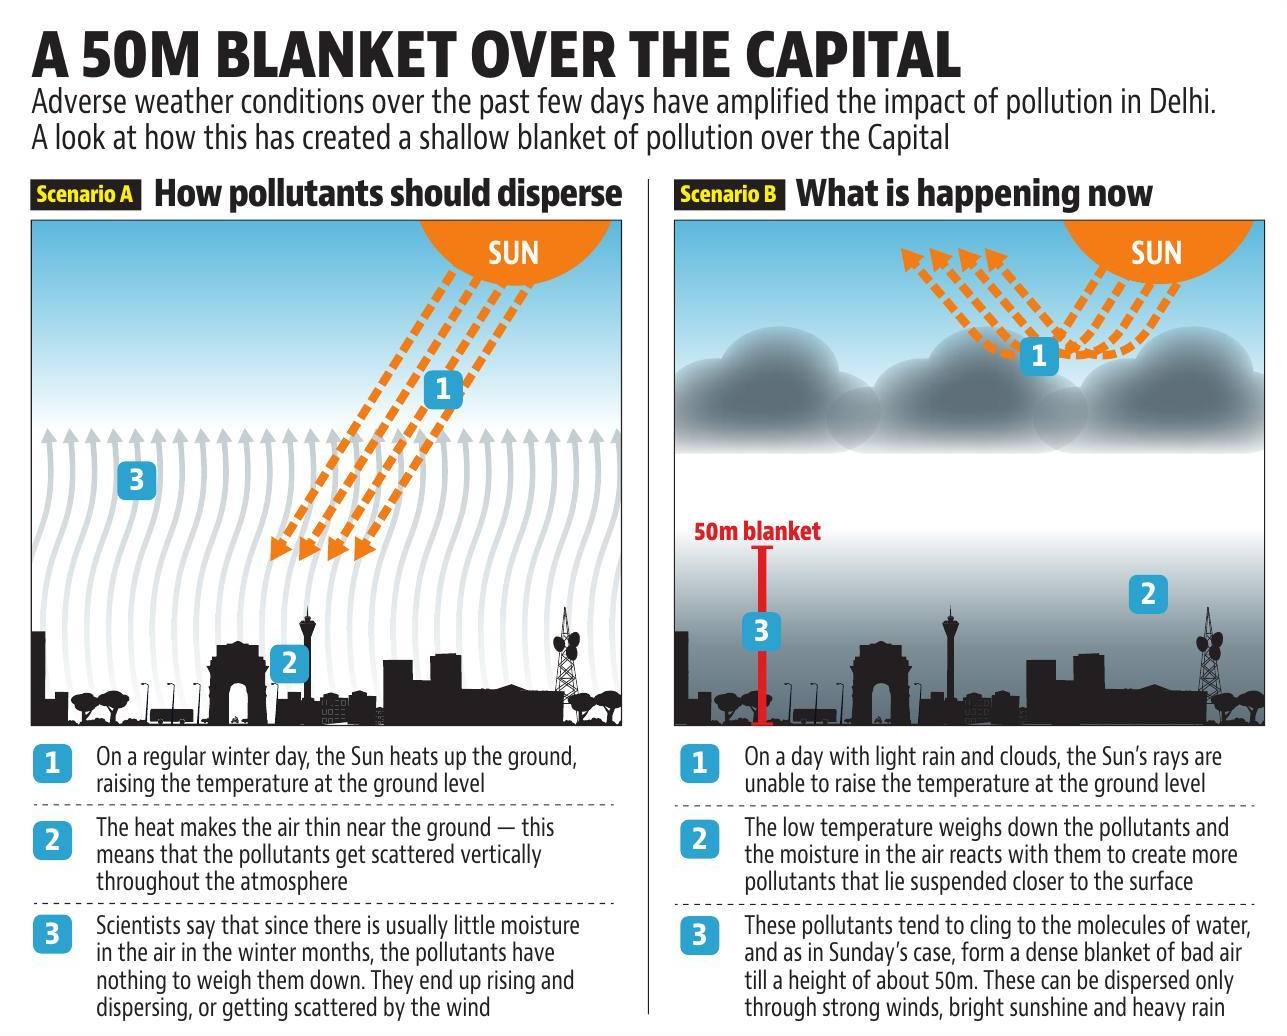 A 50M BLANKET OVER THE CAPITAL
Adverse weather conditions over the past few days have amplified the impact of pollution in Delhi.
A look at how this has created a shallow blanket of pollution over the Capital
Scenario A How pollutants should disperse
SUN
1
3
2
1 On a regular winter day, the Sun heats up the ground,
raising the temperature at the ground level
2 The heat makes the air thin near the ground — this
means that the pollutants get scattered vertically
throughout the atmosphere
3 Scientists say that since there is usually little moisture
in the air in the winter months, the pollutants have
nothing to weigh them down. They end up rising and
dispersing, or getting scattered by the wind
Scenario B What is happening now
SUN
1
50m blanket
2
3
1 On a day with light rain and clouds, the Sun's rays are
unable to raise the temperature at the ground level
2 The low temperature weighs down the pollutants and
the moisture in the air reacts with them to create more
pollutants that lie suspended closer to the surface
3 These pollutants tend to cling to the molecules of water,
and as in Sunday's case, form a dense blanket of bad air
till a height of about 50m. These can be dispersed only
through strong winds, bright sunshine and heavy rain